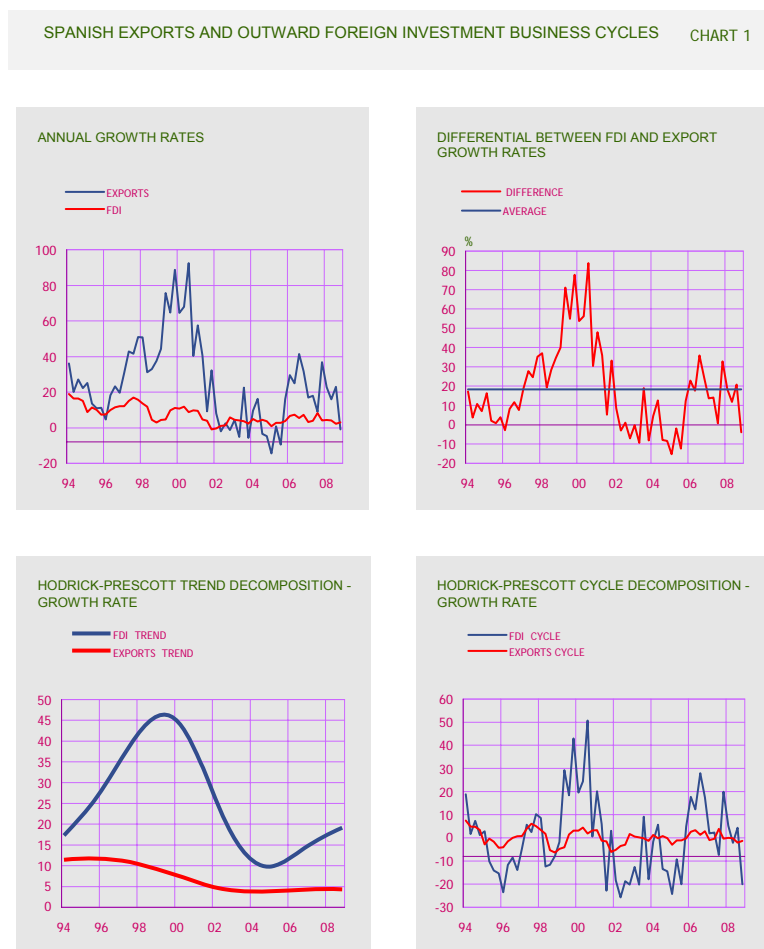 SPANISH EXPORTS AND OUTWARD FOREIGN INVESTMENT BUSINESS CYCLES CHART 1
ANNUAL GROWTH RATES
EXPORTS
FDI
100
80
60
40
20
0
-20
94 96 98 00 02 04 06 08
DIFFERENTIAL BETWEEN FDI AND EXPORT
GROWTH RATES
DIFFERENCE
AVERAGE
%
90
80
70
60
50
40
30
20
10
0
-10
-20
94 96 98 00 02 04 06 08
HODRICK-PRESCOTT TREND DECOMPOSITION -
GROWTH RATE
FDI TREND
EXPORTS TREND
50
45
40
35
30
25
20
15
10
5
0
94 96 98 00 02 04 06 08
HODRICK-PRESCOTT CYCLE DECOMPOSITION -
GROWTH RATE
FDI CYCLE
EXPORTS CYCLE
60
50
40
30
20
10
0
-10
-20
-30
94 96 98 00 02 04 06 08